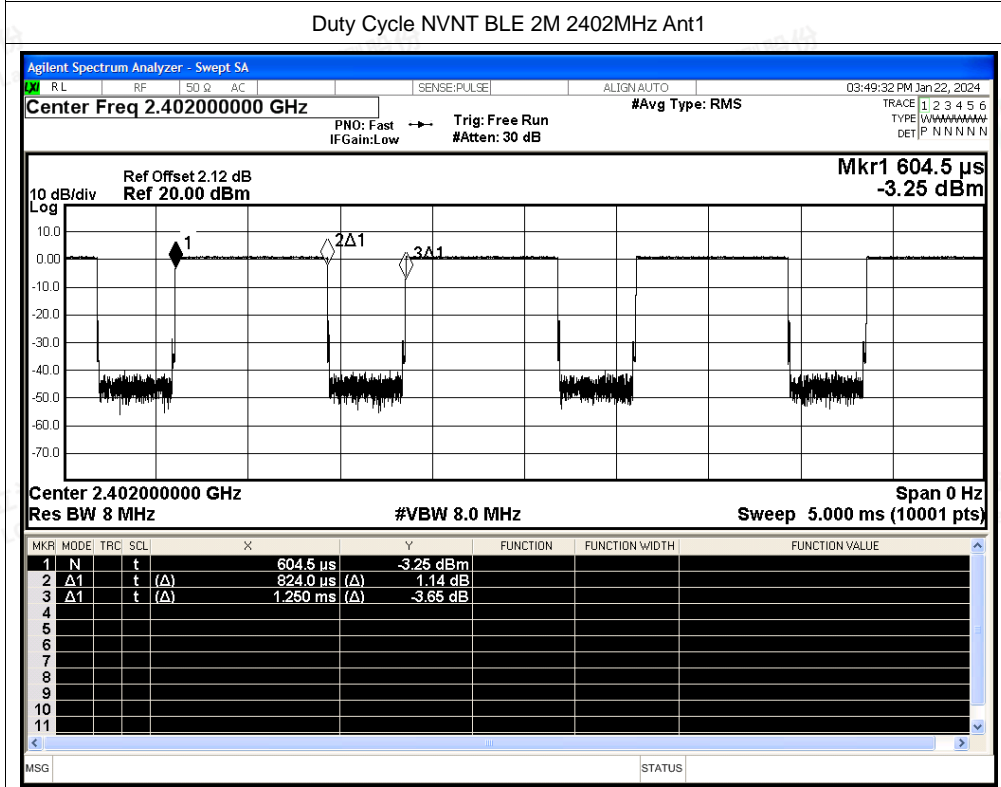 Duty Cycle NVNT BLE 2M 2402MHz Ant1
Agilent Spectrum Analyzer - Swept SA
LXI RL RF 50 Ω AC SENSE:PULSE ALIGN AUTO 03:49:32 PM Jan 22, 2024
Center Freq 2.402000000 GHz #Avg Type: RMS TRACE 1 2 3 4 5 6
PNO: Fast Trig: Free Run TYPE WWWWWW
IFGain:Low #Atten: 30 dB DET P N N N N N
Mkr1 604.5 µs
Ref Offset 2.12 dB
10 dB/div Ref 20.00 dBm -3.25 dBm
Log
10.0
1 2Δ1 3Δ1
0.00
-10.0
-20.0
-30.0
-40.0
-50.0
-60.0
-70.0
Center 2.402000000 GHz Span 0 Hz
Res BW 8 MHz #VBW 8.0 MHz Sweep 5.000 ms (10001 pts)
MKR MODE TRC SCL X Y FUNCTION FUNCTION WIDTH FUNCTION VALUE
1 N t 604.5 µs -3.25 dBm
2 Δ1 t (Δ) 824.0 µs (Δ) 1.14 dB
3 Δ1 t (Δ) 1.250 ms (Δ) -3.65 dB
4
5
6
7
8
9
10
11
MSG STATUS